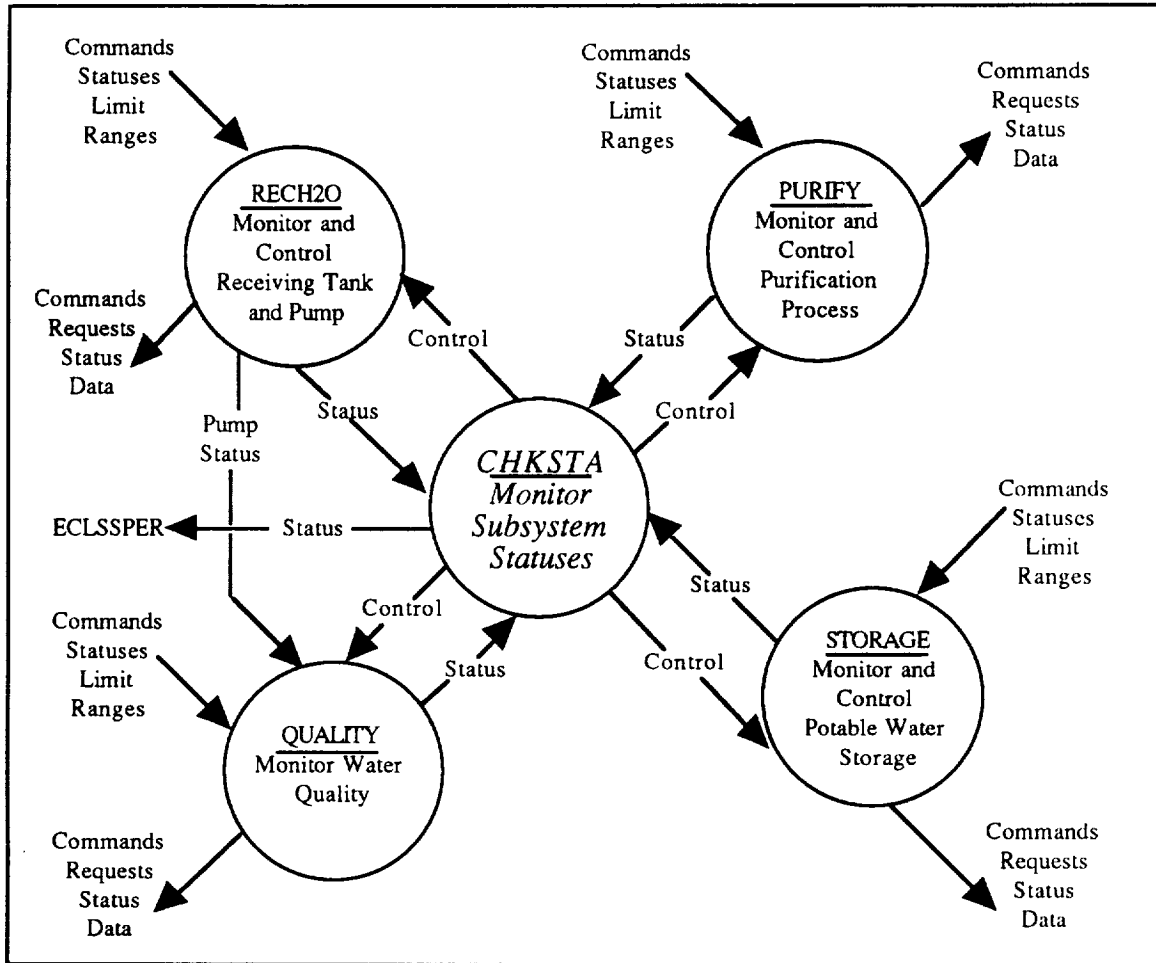 Commands
Statuses
Limit
Ranges
RECH2O
Monitor and
Control
Receiving Tank
and Pump
Commands
Requests
Status
Data
Commands
Statuses
Limit
Ranges
PURIFY
Monitor and
Control
Purification
Process
Commands
Requests
Status
Data
Control
Status
Status
Control
Pump
Status
CHKSTA
Monitor
Subsystem
Statuses
ECLSSPER
Status
Control
Status
Status
Control
Commands
Statuses
Limit
Ranges
QUALITY
Monitor Water
Quality
Commands
Requests
Status
Data
Commands
Statuses
Limit
Ranges
STORAGE
Monitor and
Control
Potable Water
Storage
Commands
Requests
Status
Data